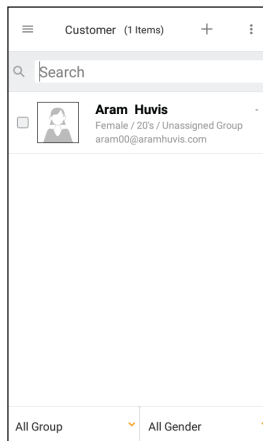 Customer (1 Items)
Search
Aram Huvis -
Female / 20's / Unassigned Group
aram00@aramhuvis.com
All Group
All Gender